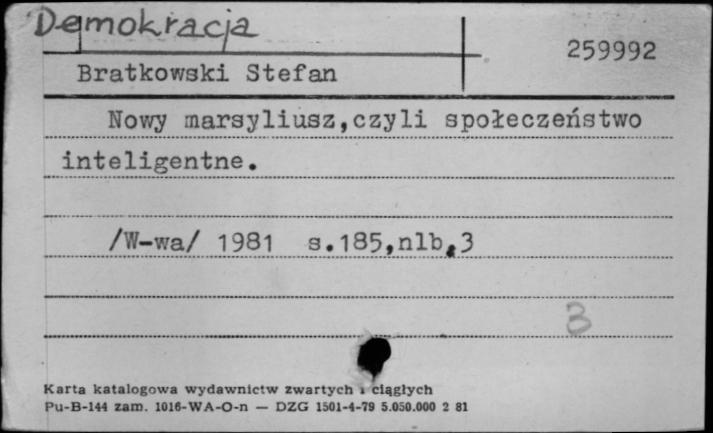 Demokracja
259992
Bratkowski Stefan
Nowy marsyliusz,czyli społeczeństwo
inteligentne.
/W-wa/ 1981 s.185,nlb.3
3
Karta katalogowa wydawnictw zwartych i ciągłych
Pu-B-144 zam. 1016-WA-O-n — DZG 1501-4-79 5.050.000 2 81